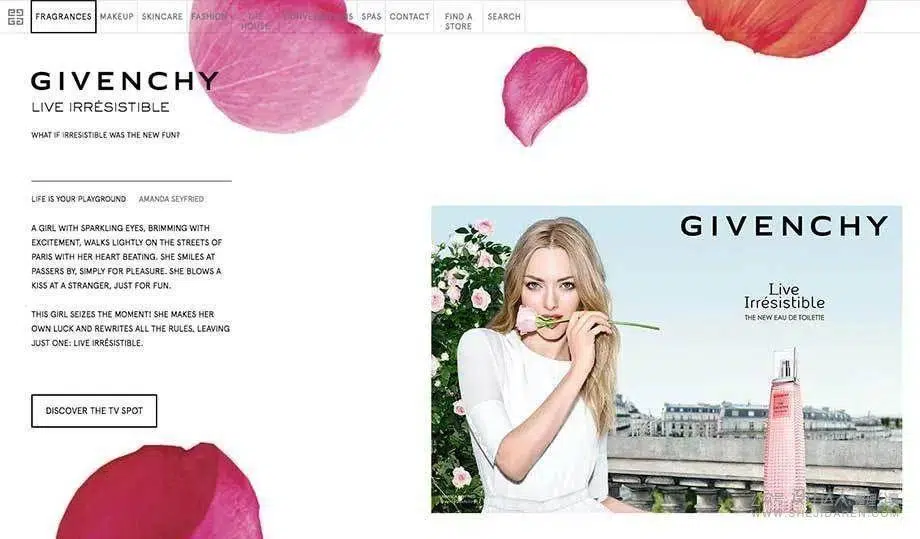 FRAGRANCES MAKEUP SKINCARE FASHION THE HOUSE CONVERSATIONS SPAS CONTACT FIND A STORE SEARCH
GIVENCHY
LIVE IRRÉSISTIBLE
WHAT IF IRRESISTIBLE WAS THE NEW FUN?
LIFE IS YOUR PLAYGROUND AMANDA SEYFRIED
A GIRL WITH SPARKLING EYES, BRIMMING WITH
EXCITEMENT, WALKS LIGHTLY ON THE STREETS OF
PARIS WITH HER HEART BEATING. SHE SMILES AT
PASSERS BY, SIMPLY FOR PLEASURE. SHE BLOWS A
KISS AT A STRANGER, JUST FOR FUN.
THIS GIRL SEIZES THE MOMENT! SHE MAKES HER
OWN LUCK AND REWRITES ALL THE RULES, LEAVING
JUST ONE: LIVE IRRÉSISTIBLE.
DISCOVER THE TV SPOT
GIVENCHY
Live
Irrésistible
THE NEW EAU DE TOILETTE
WWW.SHEJIDAREN.COM